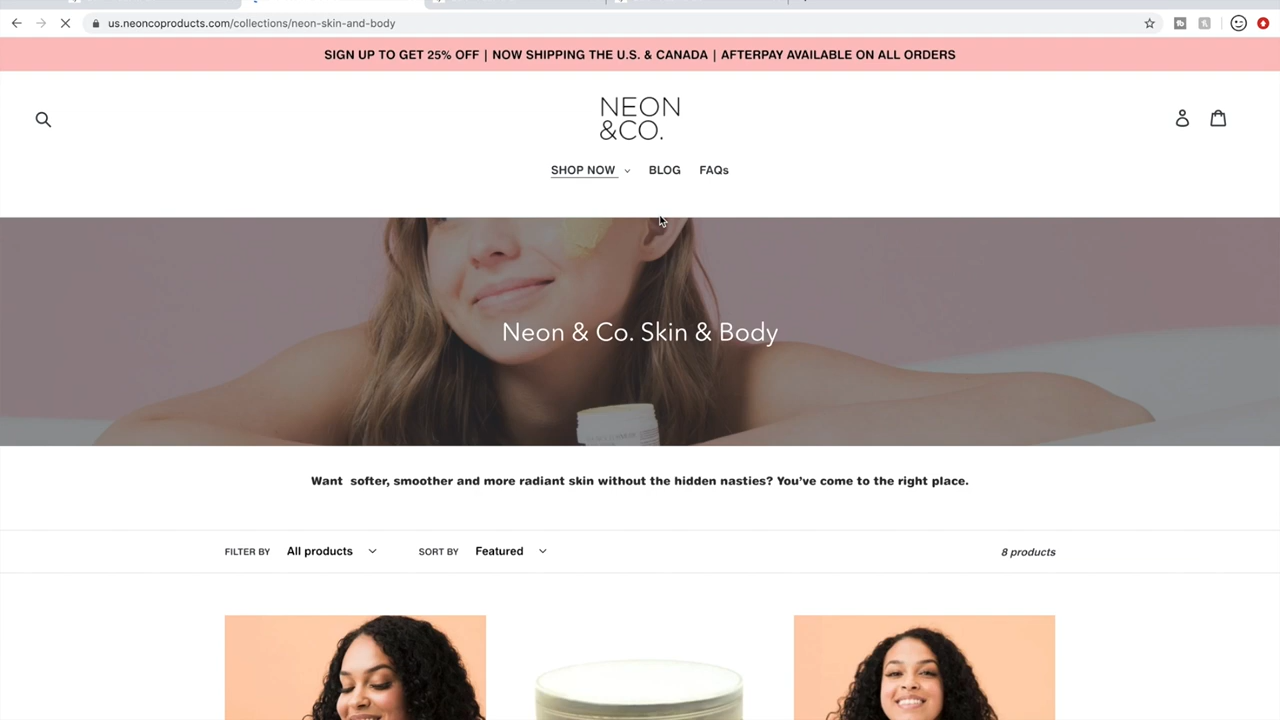 us.neoncoproducts.com/collections/neon-skin-and-body
SIGN UP TO GET 25% OFF | NOW SHIPPING THE U.S. & CANADA | AFTERPAY AVAILABLE ON ALL ORDERS
NEON
&CO.
SHOP NOW BLOG FAQs
Neon & Co. Skin & Body
Want softer, smoother and more radiant skin without the hidden nasties? You've come to the right place.
FILTER BY All products SORT BY Featured 8 products